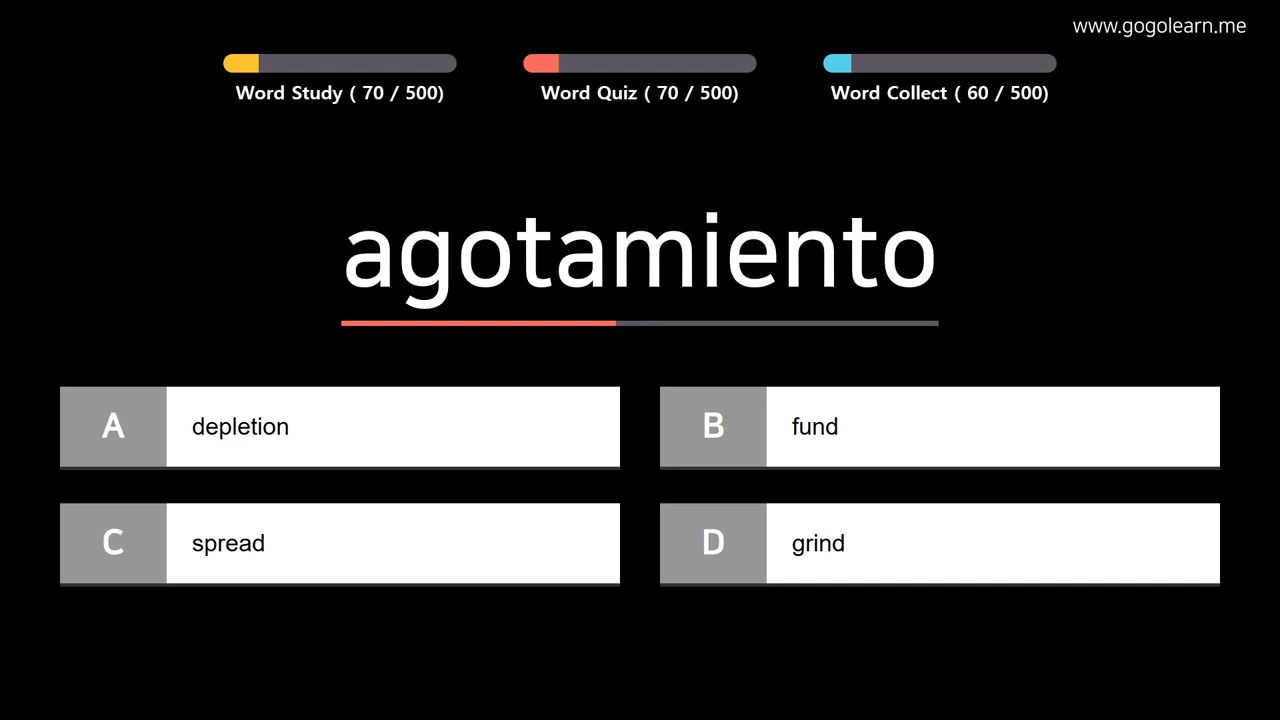 www.gogolearn.me
Word Study ( 70 / 500)
Word Quiz ( 70 / 500)
Word Collect ( 60 / 500)
agotamiento
A
depletion
B
fund
C
spread
D
grind